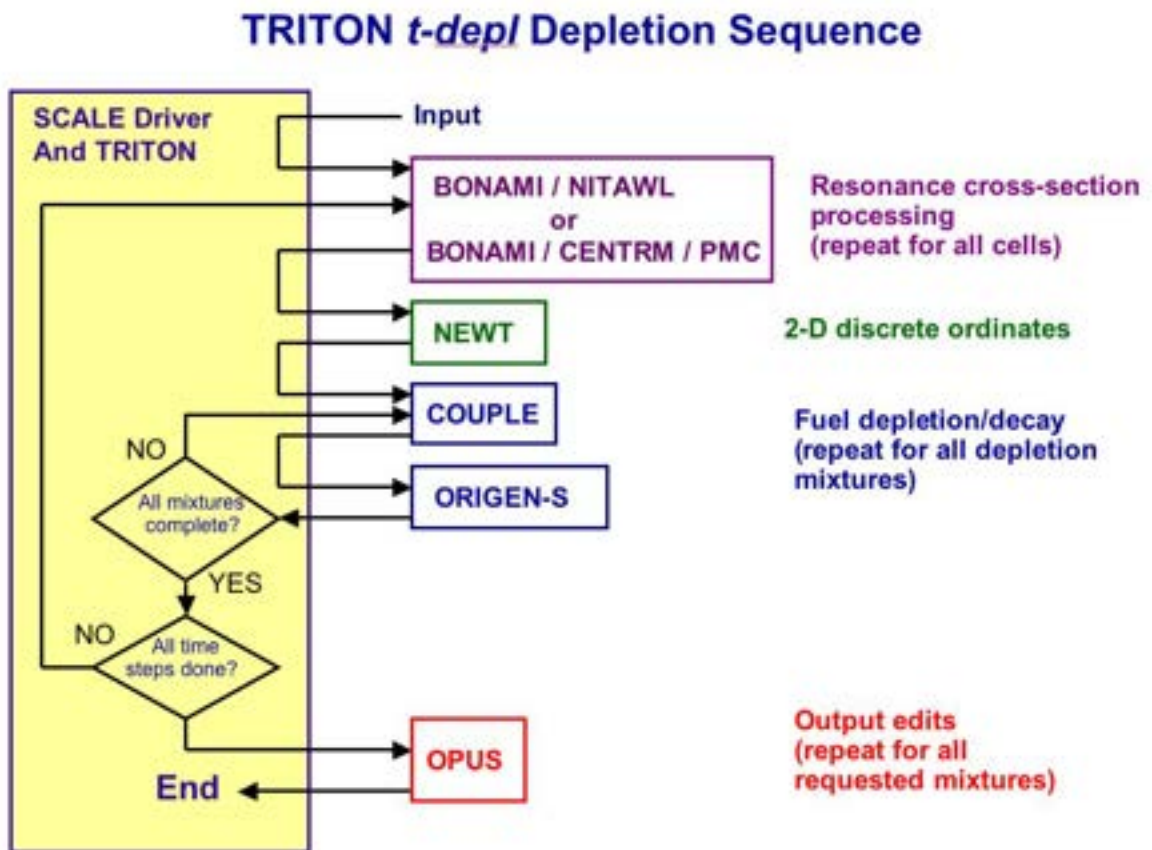 TRITON t-depl Depletion Sequence
SCALE Driver
And TRITON
Input
BONAMI / NITAWL
or
BONAMI / CENTRM / PMC
Resonance cross-section
processing
(repeat for all cells)
NEWT
2-D discrete ordinates
COUPLE
Fuel depletion/decay
(repeat for all depletion
mixtures)
NO
All mixtures
complete?
ORIGEN-S
YES
NO
All time
steps done?
OPUS
Output edits
(repeat for all
requested mixtures)
End